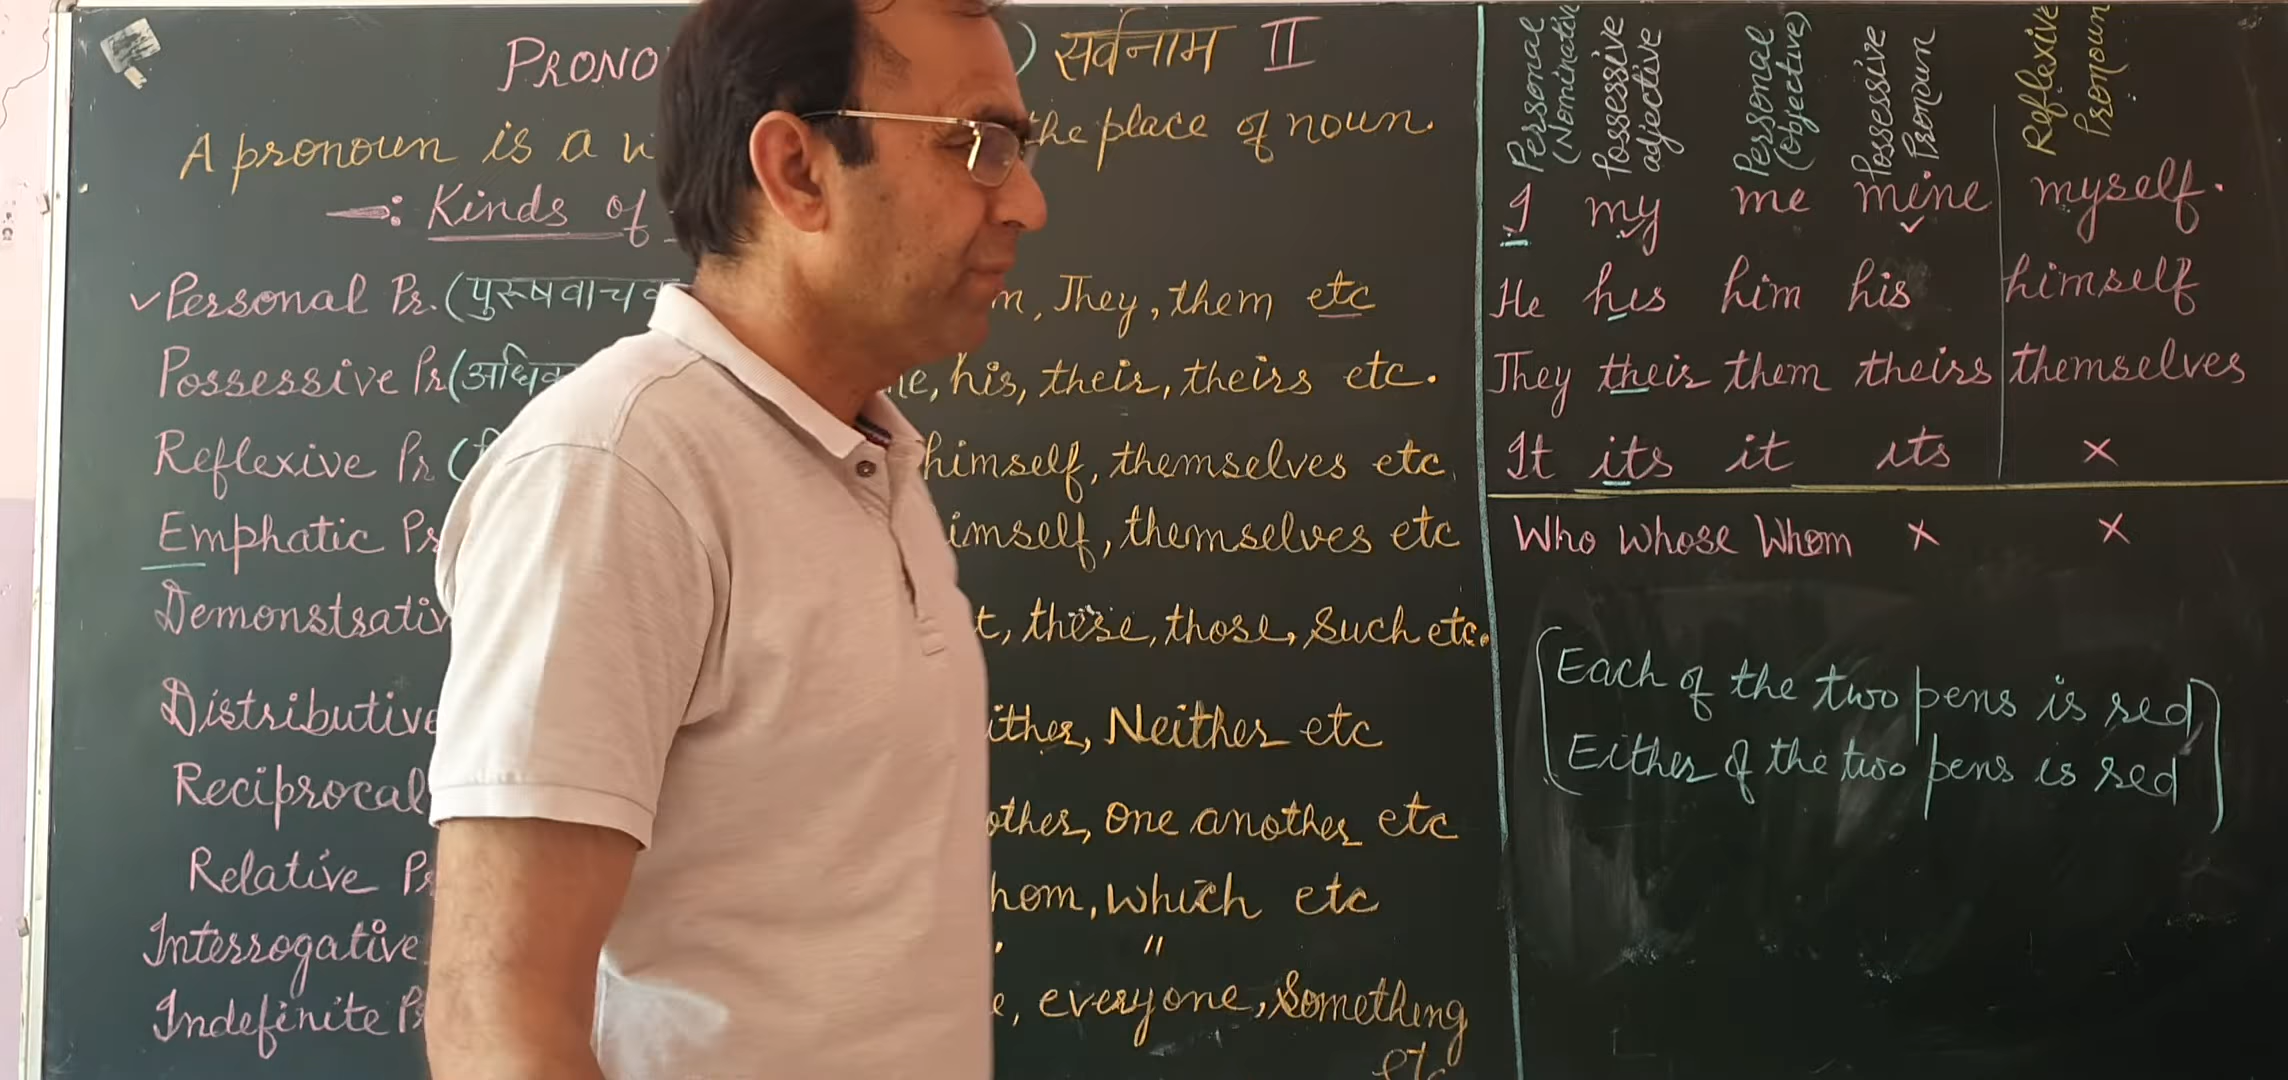 PRONO ) सर्वनाम II
A pronoun is a w the place of noun.
Kinds of
Personal Pr. (पुरूषवाचक m, They, them etc
Possessive Pr (अधिक ne, his, their, theirs etc.
Reflexive Pr ( himself, themselves etc
Emphatic Pr imself, themselves etc
Demonstrativ t, these, those, such etc.
Distributive ither, Neither etc
Reciprocal other, one another etc
Relative Pr hom, which etc
Interrogative "
Indefinite Pr e, everyone, something
etc
Personal (Nominative Possessive adjective Personal (objective) Possessive Pronoun Reflexive Pronoun
I my me mine myself.
He his him his himself
They their them theirs themselves
It its it its ×
Who whose Whom × ×
Each of the two pens is red
Either of the two pens is red